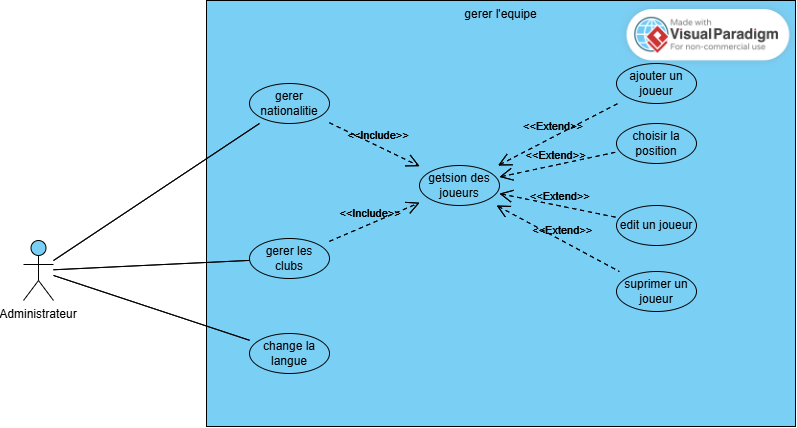 gerer l'equipe
Made with
VisualParadigm
For non-commercial use
gerer
nationalitie
<<Include>>
getsion des
joueurs
<<Include>>
gerer les
clubs
change la
langue
Administrateur
<<Extend>>
ajouter un
joueur
<<Extend>>
choisir la
position
<<Extend>>
edit un joueur
<<Extend>>
suprimer un
joueur